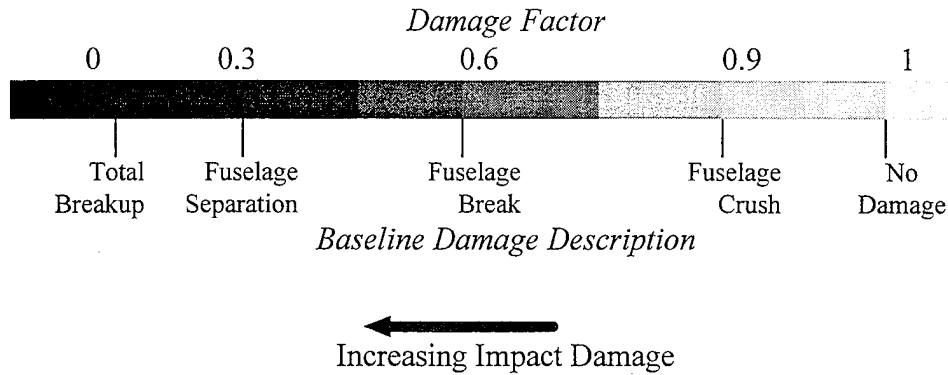 Damage Factor
0 0.3 0.6 0.9 1
Total Fuselage Fuselage Fuselage No
Breakup Separation Break Crush Damage
Baseline Damage Description
Increasing Impact Damage